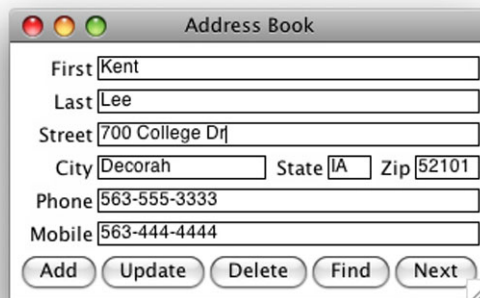 Address Book
First Kent
Last Lee
Street 700 College Dr
City Decorah State IA Zip 52101
Phone 563-555-3333
Mobile 563-444-4444
Add Update Delete Find Next